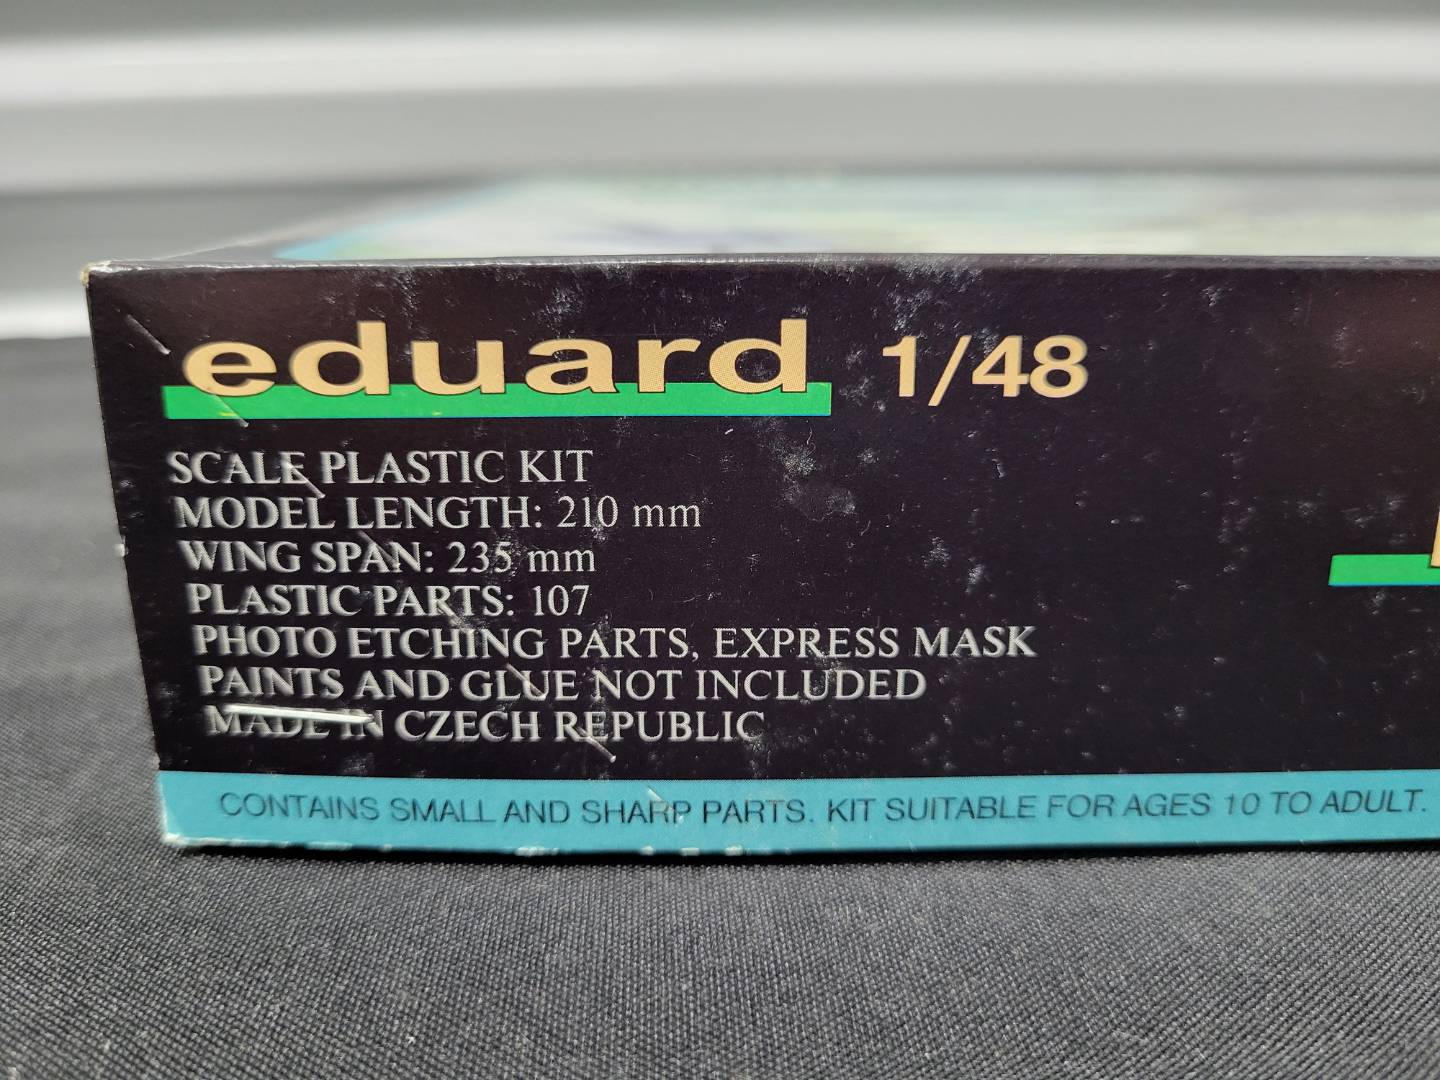 eduard 1/48
SCALE PLASTIC KIT
MODEL LENGTH: 210 mm
WING SPAN: 235 mm
PLASTIC PARTS: 107
PHOTO ETCHING PARTS, EXPRESS MASK
PAINTS AND GLUE NOT INCLUDED
MADE IN CZECH REPUBLIC
CONTAINS SMALL AND SHARP PARTS. KIT SUITABLE FOR AGES 10 TO ADULT.